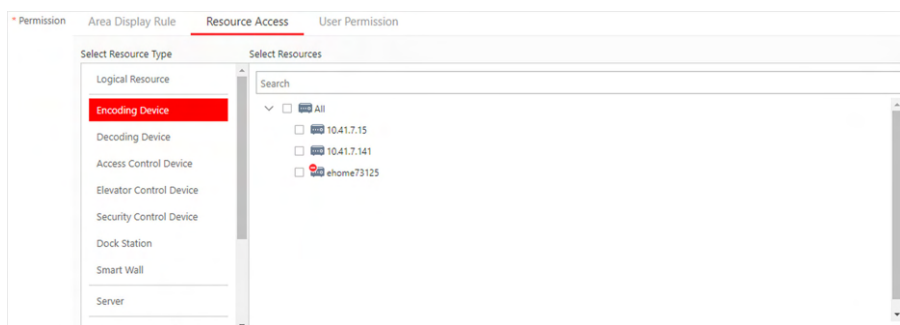 * Permission Area Display Rule Resource Access User Permission
Select Resource Type Select Resources
Logical Resource
Search
Encoding Device
All
10.41.7.15
Decoding Device
10.41.7.141
Access Control Device
ehome73125
Elevator Control Device
Security Control Device
Dock Station
Smart Wall
Server